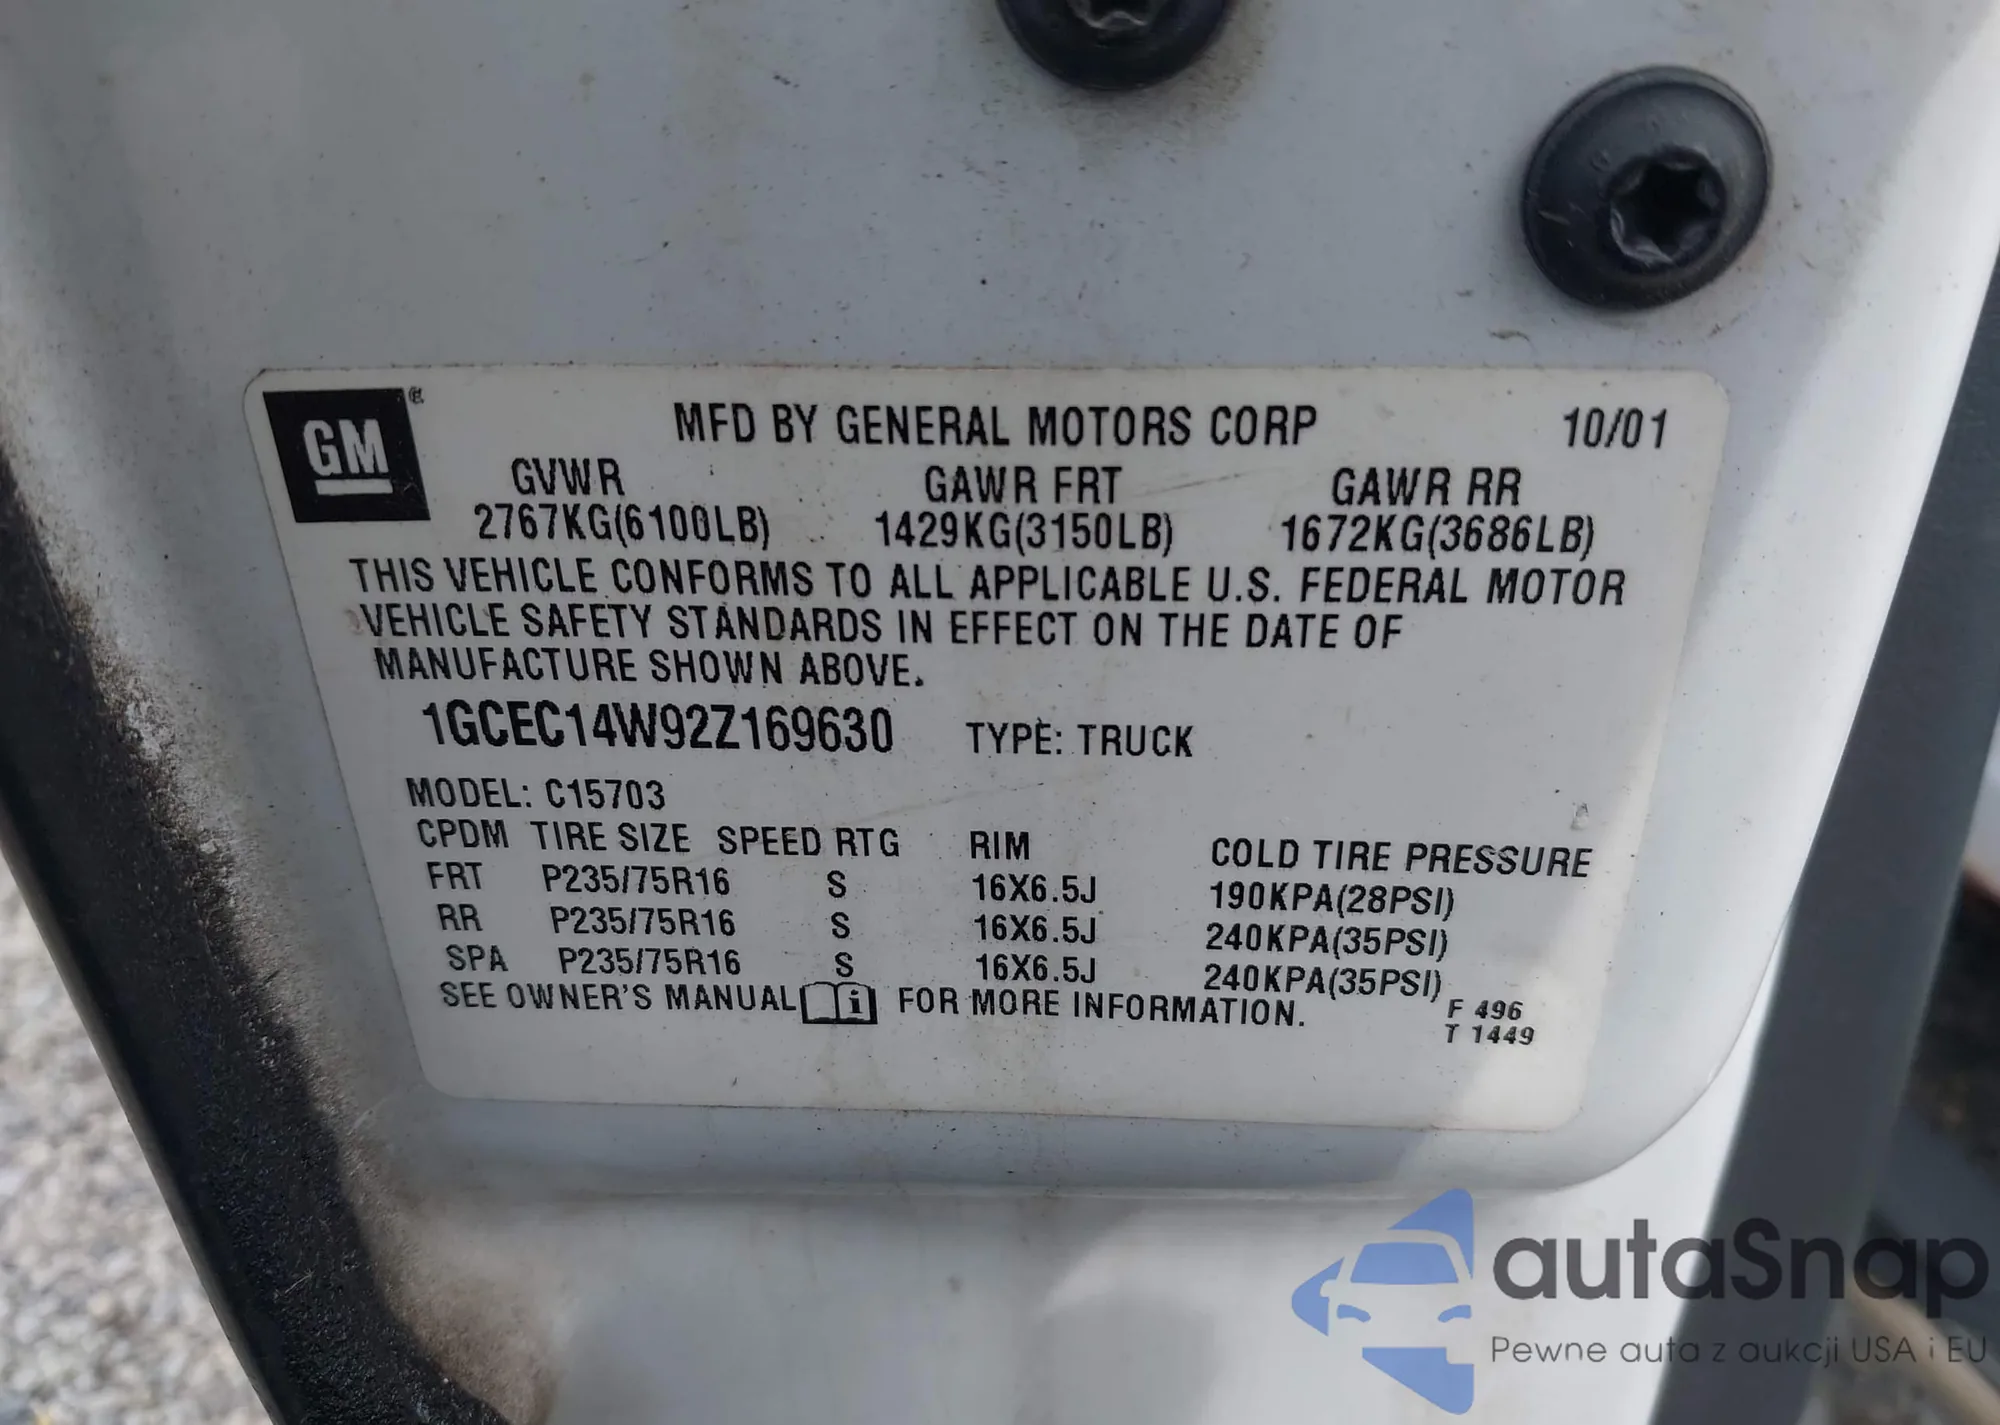 GM
MFD BY GENERAL MOTORS CORP 10/01
GVWR GAWR FRT GAWR RR
2767KG(6100LB) 1429KG(3150LB) 1672KG(3686LB)
THIS VEHICLE CONFORMS TO ALL APPLICABLE U.S. FEDERAL MOTOR
VEHICLE SAFETY STANDARDS IN EFFECT ON THE DATE OF
MANUFACTURE SHOWN ABOVE.
1GCEC14W92Z169630 TYPE: TRUCK
MODEL: C15703
CPDM TIRE SIZE SPEED RTG RIM COLD TIRE PRESSURE
FRT P235/75R16 S 16X6.5J 190KPA(28PSI)
RR P235/75R16 S 16X6.5J 240KPA(35PSI)
SPA P235/75R16 S 16X6.5J 240KPA(35PSI)
SEE OWNER'S MANUAL i FOR MORE INFORMATION.
F 496
T 1449
autaSnap
Pewne auta z aukcji USA i EU